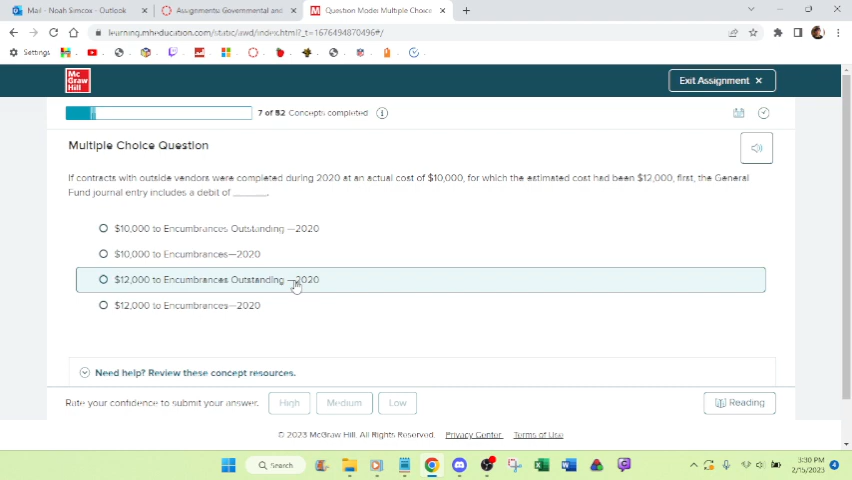 Mail - Noah Simcox - Outlook
Assignments: Governmental and
Question Mode: Multiple Choice
learning.mheducation.com/static/awd/index.html?_t=1676494870496#/
Settings
Mc
Graw
Hill
Exit Assignment ×
7 of 52 Concepts completed
Multiple Choice Question
If contracts with outside vendors were completed during 2020 at an actual cost of $10,000, for which the estimated cost had been $12,000, first, the General
Fund journal entry includes a debit of ______.
$10,000 to Encumbrances Outstanding —2020
$10,000 to Encumbrances—2020
$12,000 to Encumbrances Outstanding —2020
$12,000 to Encumbrances—2020
Need help? Review these concept resources.
Rate your confidence to submit your answer.
High
Medium
Low
Reading
© 2023 McGraw Hill. All Rights Reserved. Privacy Center Terms of Use
Search
3:30 PM
2/15/2023
4